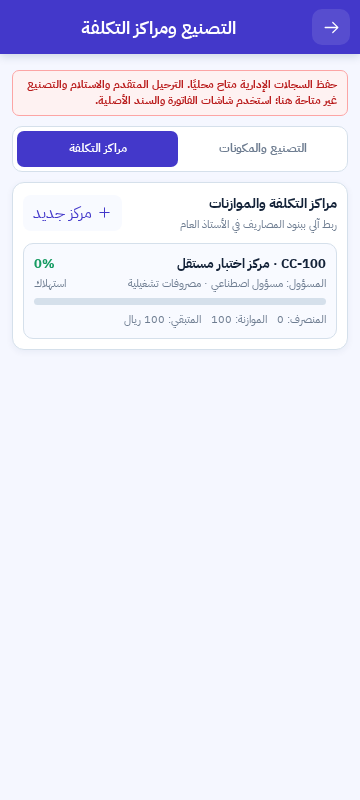 التصنيع ومراكز التكلفة
حفظ السجلات الإدارية متاح محليًا. الترحيل المتقدم والاستلام والتصنيع
غير متاحة هنا؛ استخدم شاشات الفاتورة والسند الأصلية.
التصنيع والمكونات
مراكز التكلفة
مراكز التكلفة والموازنات
ربط آلي ببنود المصاريف في الأستاذ العام
+ مركز جديد
CC-100 · مركز اختبار مستقل
0%
المسؤول: مسؤول اصطناعي · مصروفات تشغيلية
استهلاك
المنصرف: 0 الموازنة: 100 المتبقي: 100 ريال